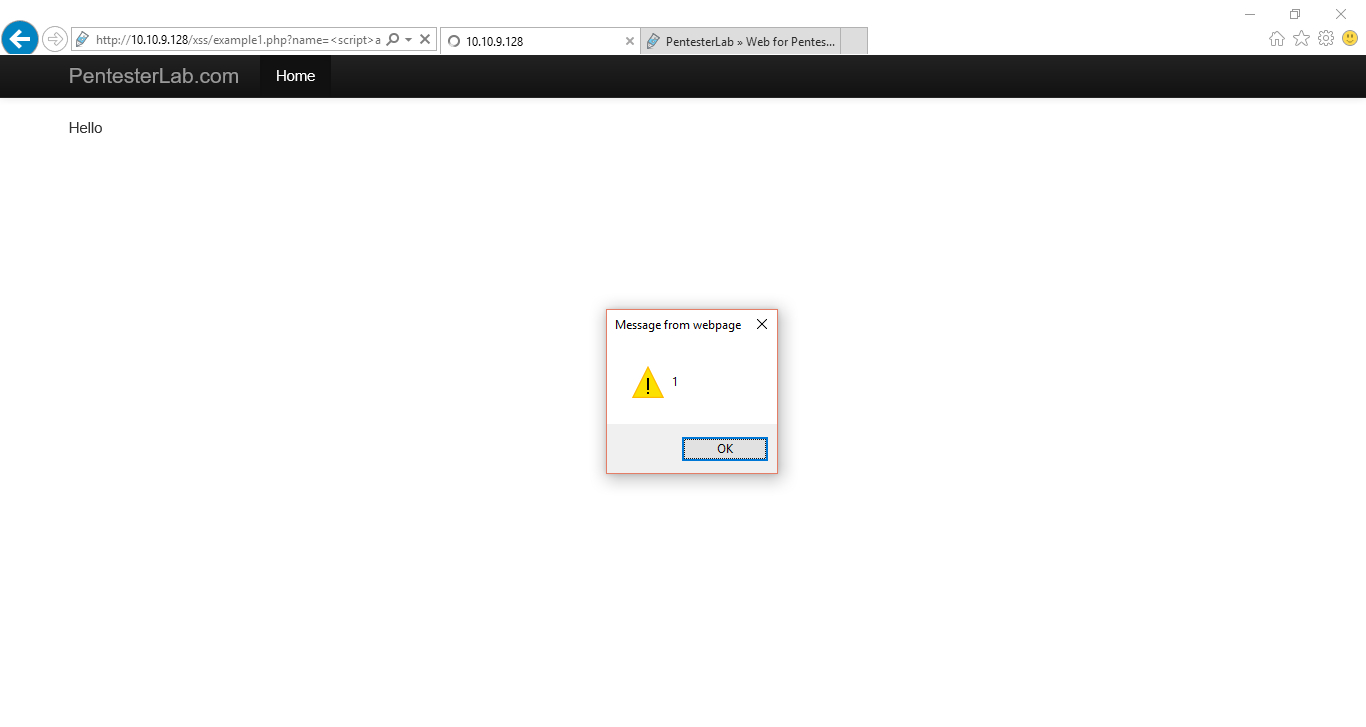 http://10.10.9.128/xss/example1.php?name=<script>a
10.10.9.128
PentesterLab » Web for Pentes...
PentesterLab.com
Home
Hello
Message from webpage
1
OK